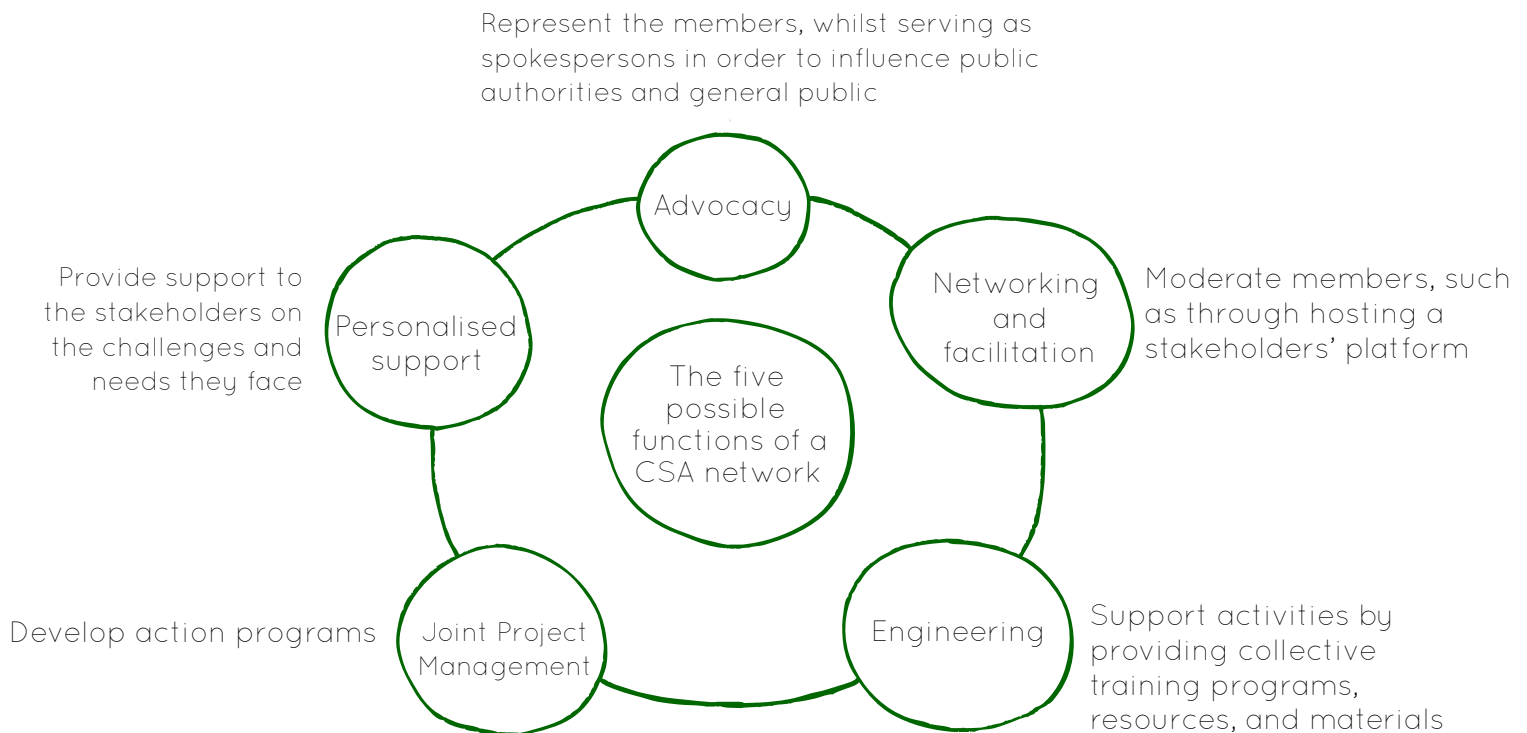 Represent the members, whilst serving as
spokespersons in order to influence public
authorities and general public
Advocacy
Networking
and
facilitation
Moderate members, such
as through hosting a
stakeholders’ platform
Provide support to
the stakeholders on
the challenges and
needs they face
Personalised
support
The five
possible
functions of a
CSA network
Develop action programs
Joint Project
Management
Engineering
Support activities by
providing collective
training programs,
resources, and materials